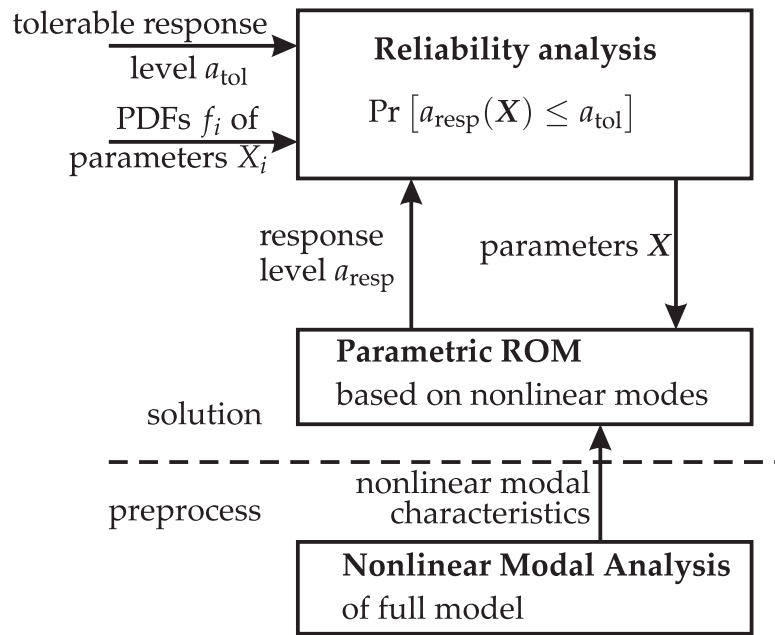 tolerable response
level a_tol
PDFs f_i of
parameters X_i
Reliability analysis
Pr [a_resp(X) ≤ a_tol]
response
level a_resp
parameters X
Parametric ROM
based on nonlinear modes
solution
preprocess
nonlinear modal
characteristics
Nonlinear Modal Analysis
of full model